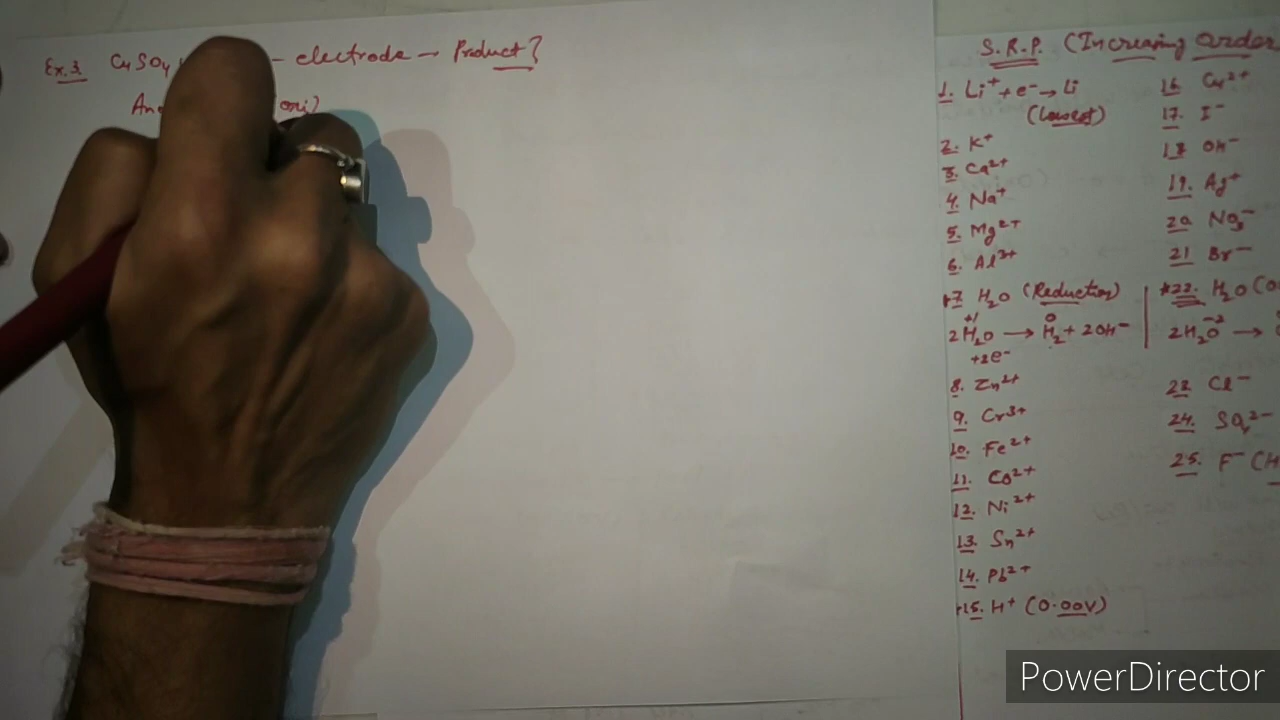 Ex.3. CuSO4 - electrode → Product?
S.R.P. (Increasing order
1. Li+ + e- → Li
(Lowest)
2. K+
3. Ca2+
4. Na+
5. Mg2+
6. Al3+
*7. H2O (Reduction)
+1 0
2H2O → H2 + 2OH-
+2e-
8. Zn2+
9. Cr3+
10. Fe2+
11. Co2+
12. Ni2+
13. Sn2+
14. Pb2+
*15. H+ (0.00V)
16. Cu2+
17. I-
18. OH-
19. Ag+
20. NO3-
21. Br-
*22. H2O
-2
2H2O →
Cl-
24. SO42-
25. F-
PowerDirector